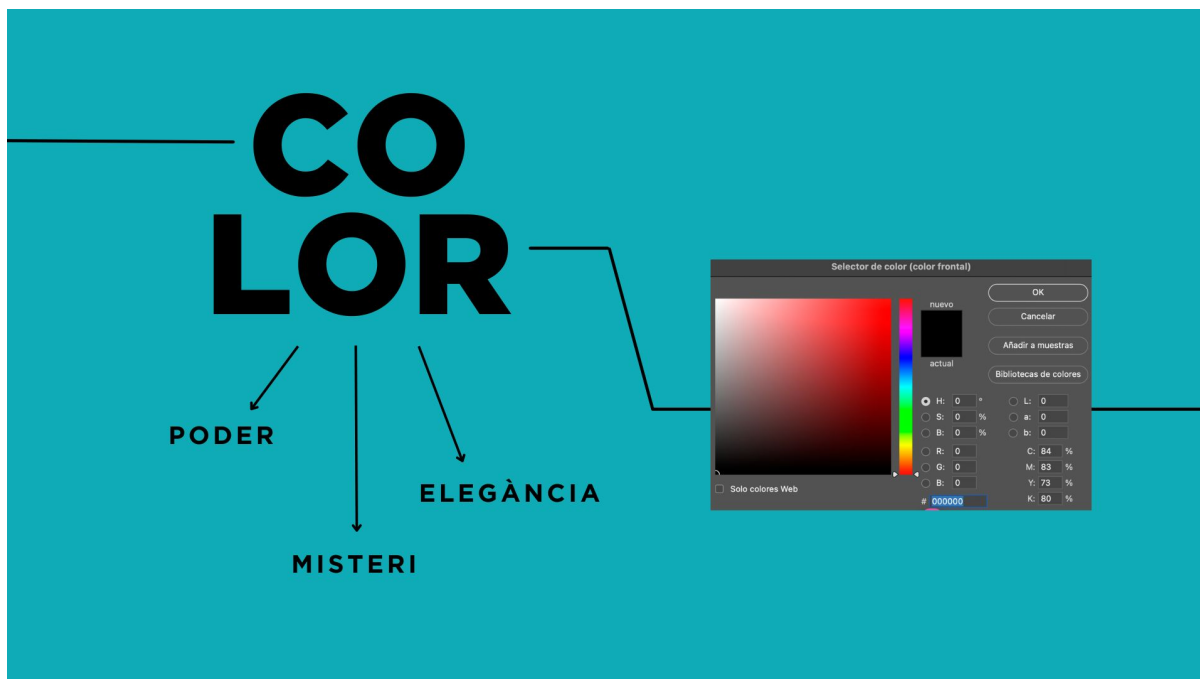 CO
LOR
PODER
ELEGÀNCIA
MISTERI
Selector de color (color frontal)
nuevo
actual
OK
Cancelar
Añadir a muestras
Bibliotecas de colores
H: 0 ° L: 0
S: 0 % a: 0
B: 0 % b: 0
R: 0 C: 84 %
G: 0 M: 83 %
B: 0 Y: 73 %
# 000000 K: 80 %
Solo colores Web